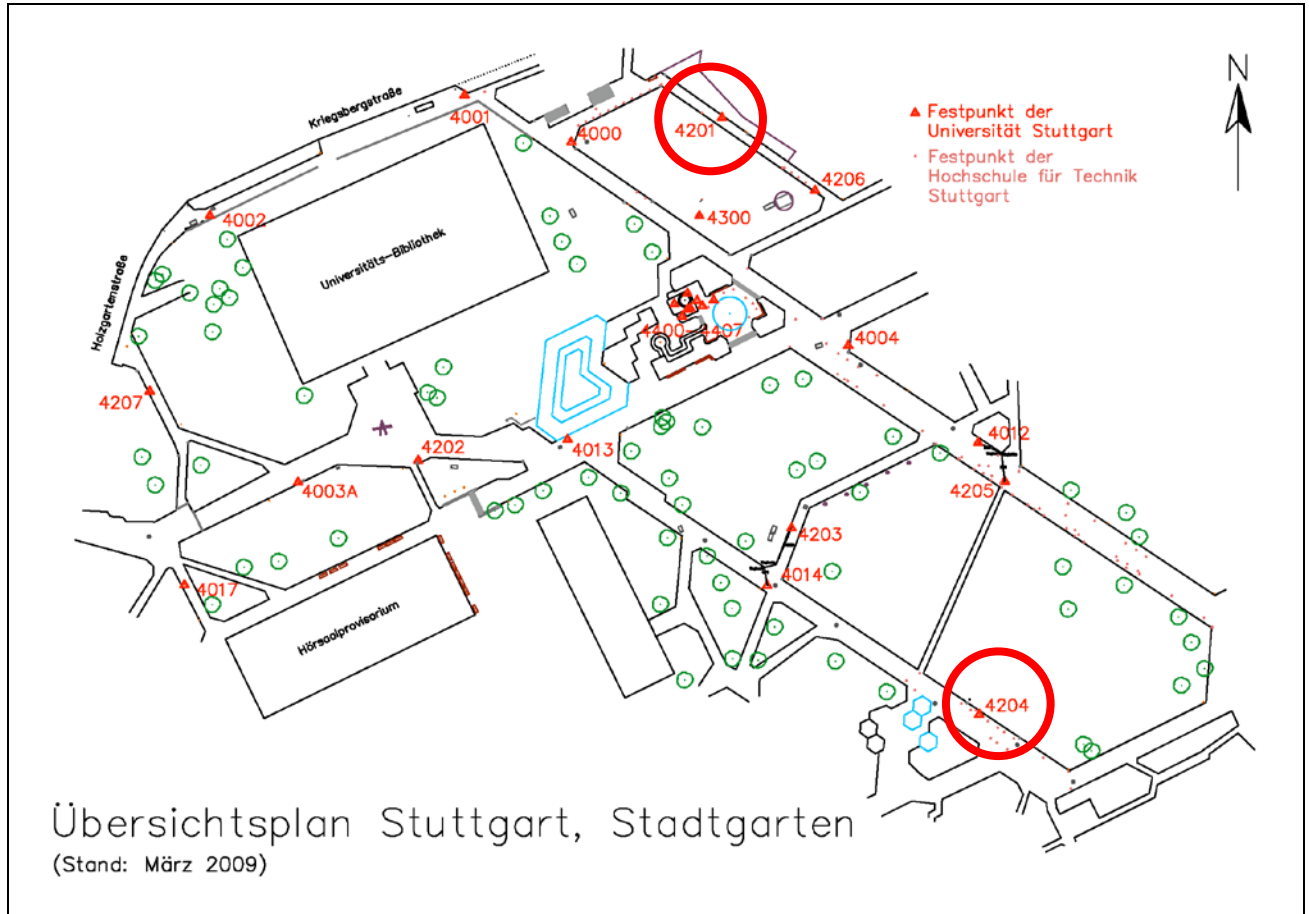 Kriegsbergstraße
4001
4000
4201
N
Festpunkt der
Universität Stuttgart
Festpunkt der
Hochschule für Technik
Stuttgart
4206
4002
4300
Universitäts-Bibliothek
Holzgartenstraße
4400-4407
4004
4207
4202
4013
4012
4003A
4205
4203
4014
4017
Hörsaalprovisorium
4204
Übersichtsplan Stuttgart, Stadtgarten
(Stand: März 2009)